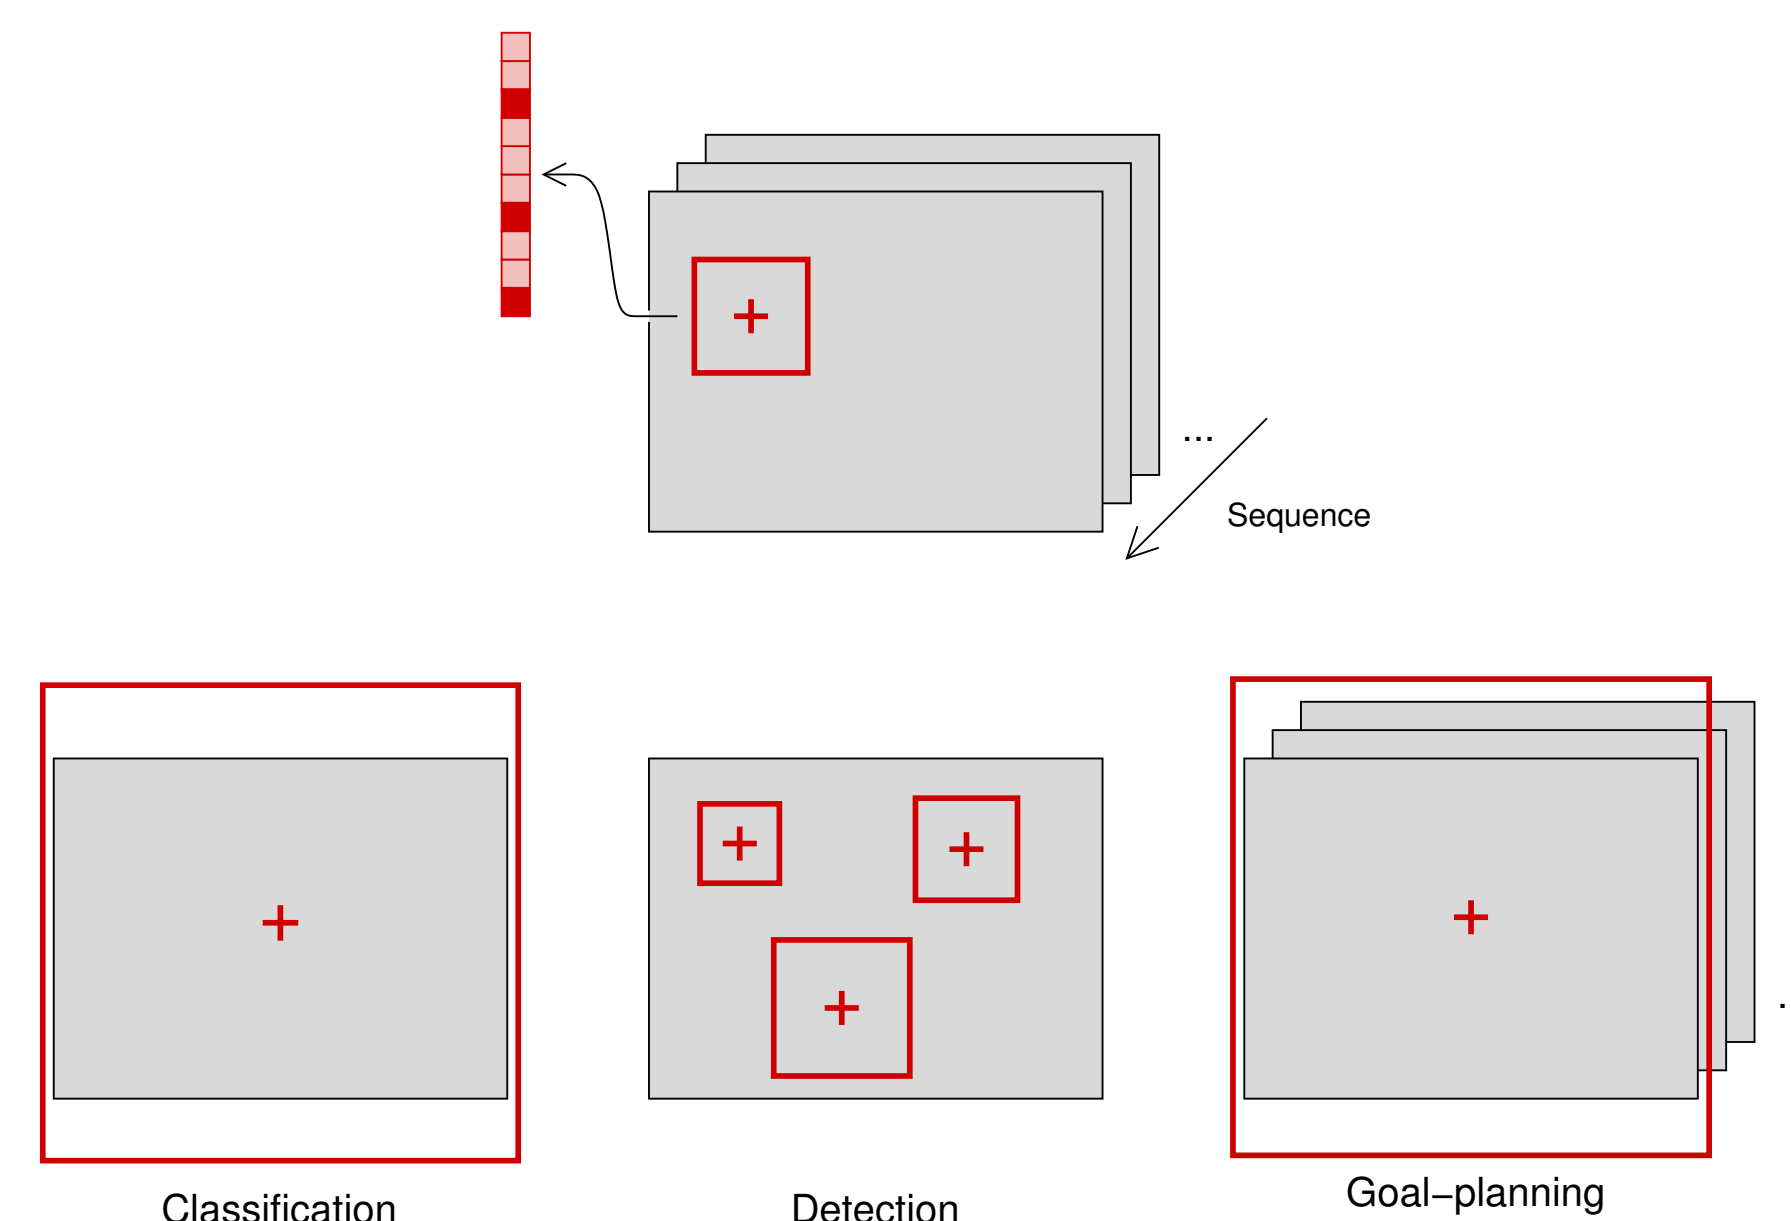 ...
Sequence
Classification
Detection
Goal–planning
.